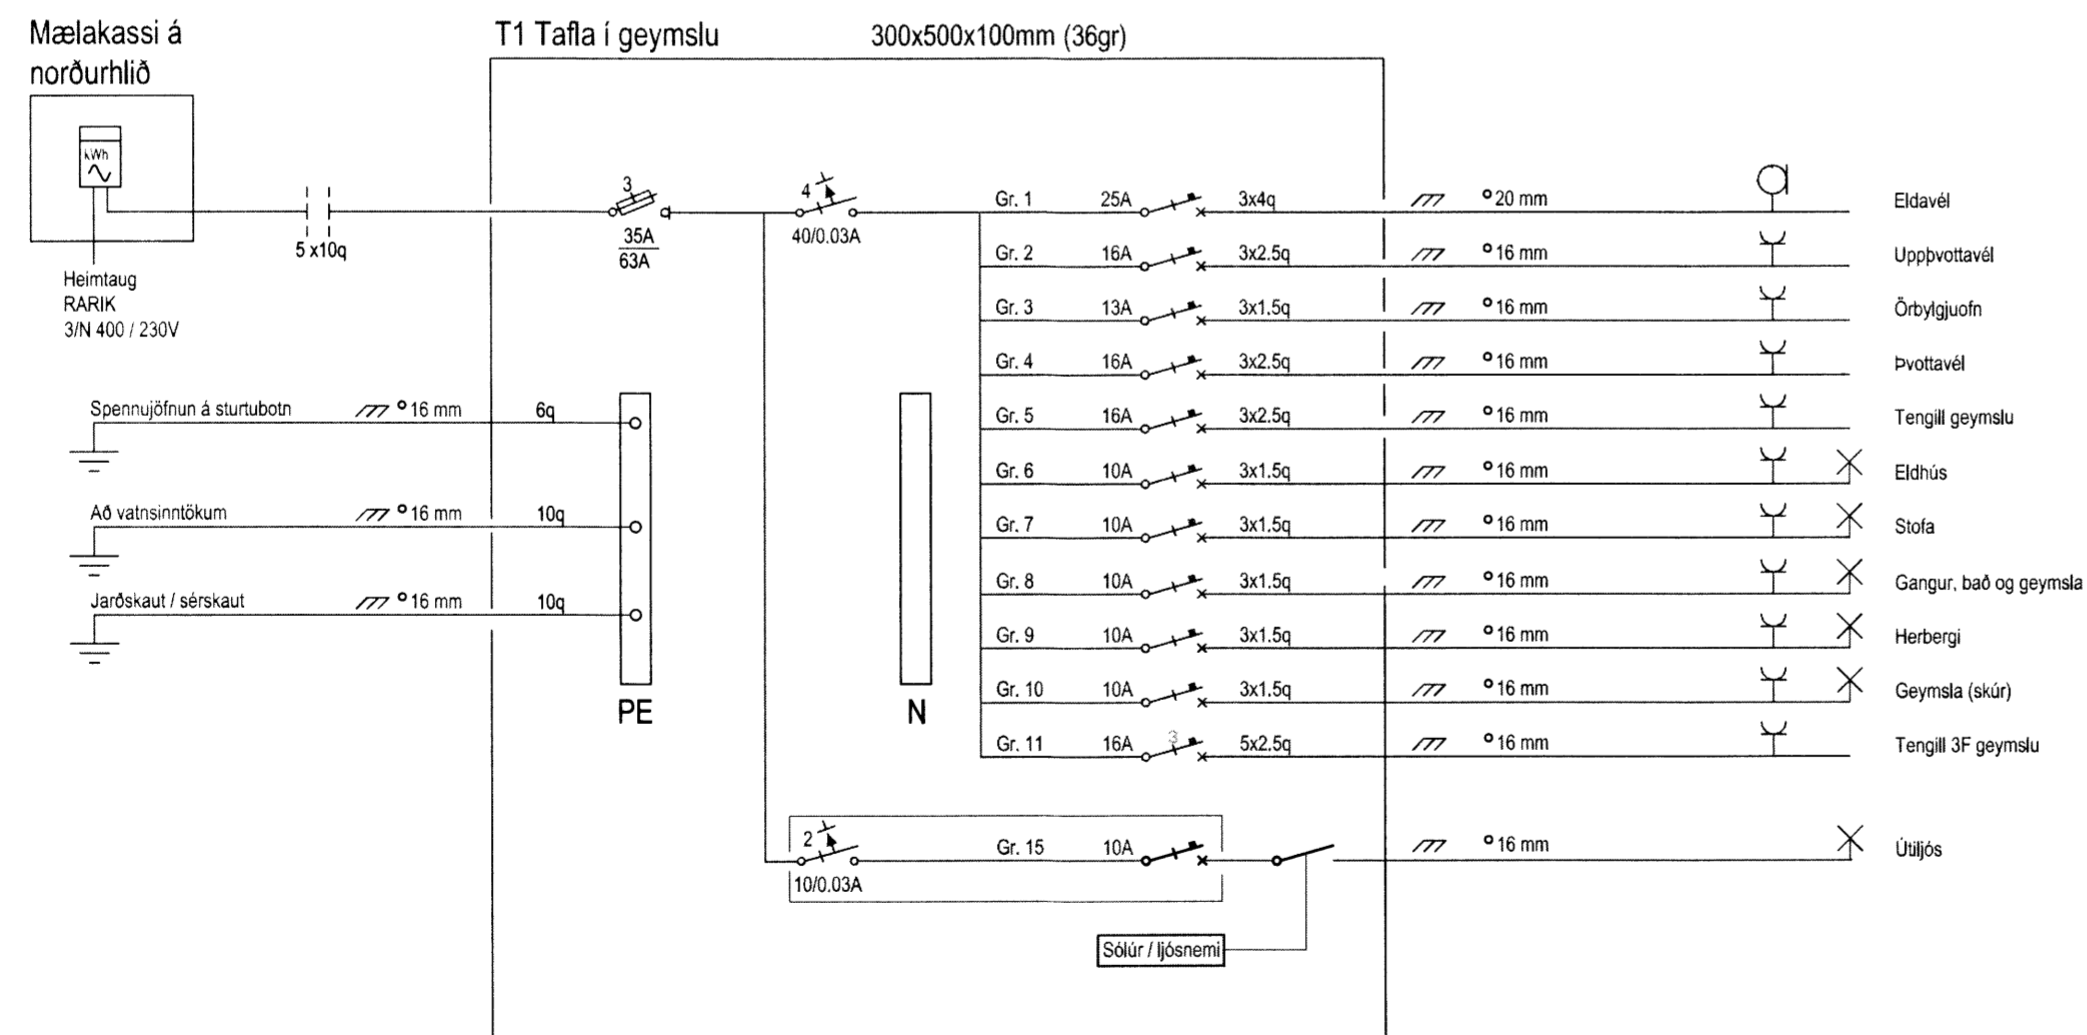 Mælakassi á
norðurhlið
T1 Tafla í geymslu
300x500x100mm (36gr)
kWh
5 x10q
Heimtaug
RARIK
3/N 400 / 230V
3
35A
63A
4
40/0.03A
Gr. 1 25A 3x4q 20 mm Eldavél
Gr. 2 16A 3x2.5q 16 mm Uppþvottavél
Gr. 3 13A 3x1.5q 16 mm Örbylgjuofn
Gr. 4 16A 3x2.5q 16 mm Þvottavél
Gr. 5 16A 3x2.5q 16 mm Tengill geymslu
Gr. 6 10A 3x1.5q 16 mm Eldhús
Gr. 7 10A 3x1.5q 16 mm Stofa
Gr. 8 10A 3x1.5q 16 mm Gangur, bað og geymsla
Gr. 9 10A 3x1.5q 16 mm Herbergi
Gr. 10 10A 3x1.5q 16 mm Geymsla (skúr)
Gr. 11 16A 3 5x2.5q 16 mm Tengill 3F geymslu
Spennujöfnun á sturtubotn 16 mm 6q
Að vatnsinntökum 16 mm 10q
Jarðskaut / sérskaut 16 mm 10q
PE
N
2
10/0.03A
Gr. 15 10A 16 mm Útiljós
Sólúr / ljósnemi